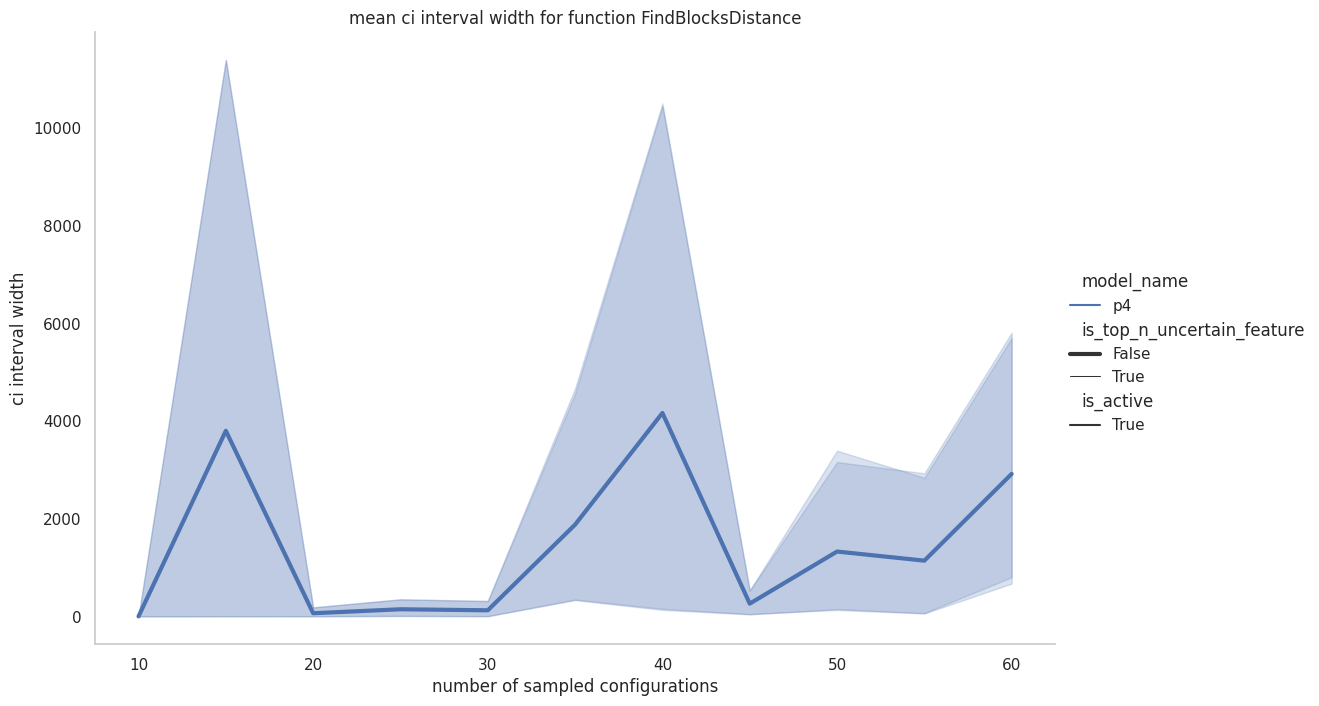 mean ci interval width for function FindBlocksDistance
10000
8000
6000
4000
2000
0
ci interval width
10
20
30
40
50
60
number of sampled configurations
model_name
p4
is_top_n_uncertain_feature
False
True
is_active
True